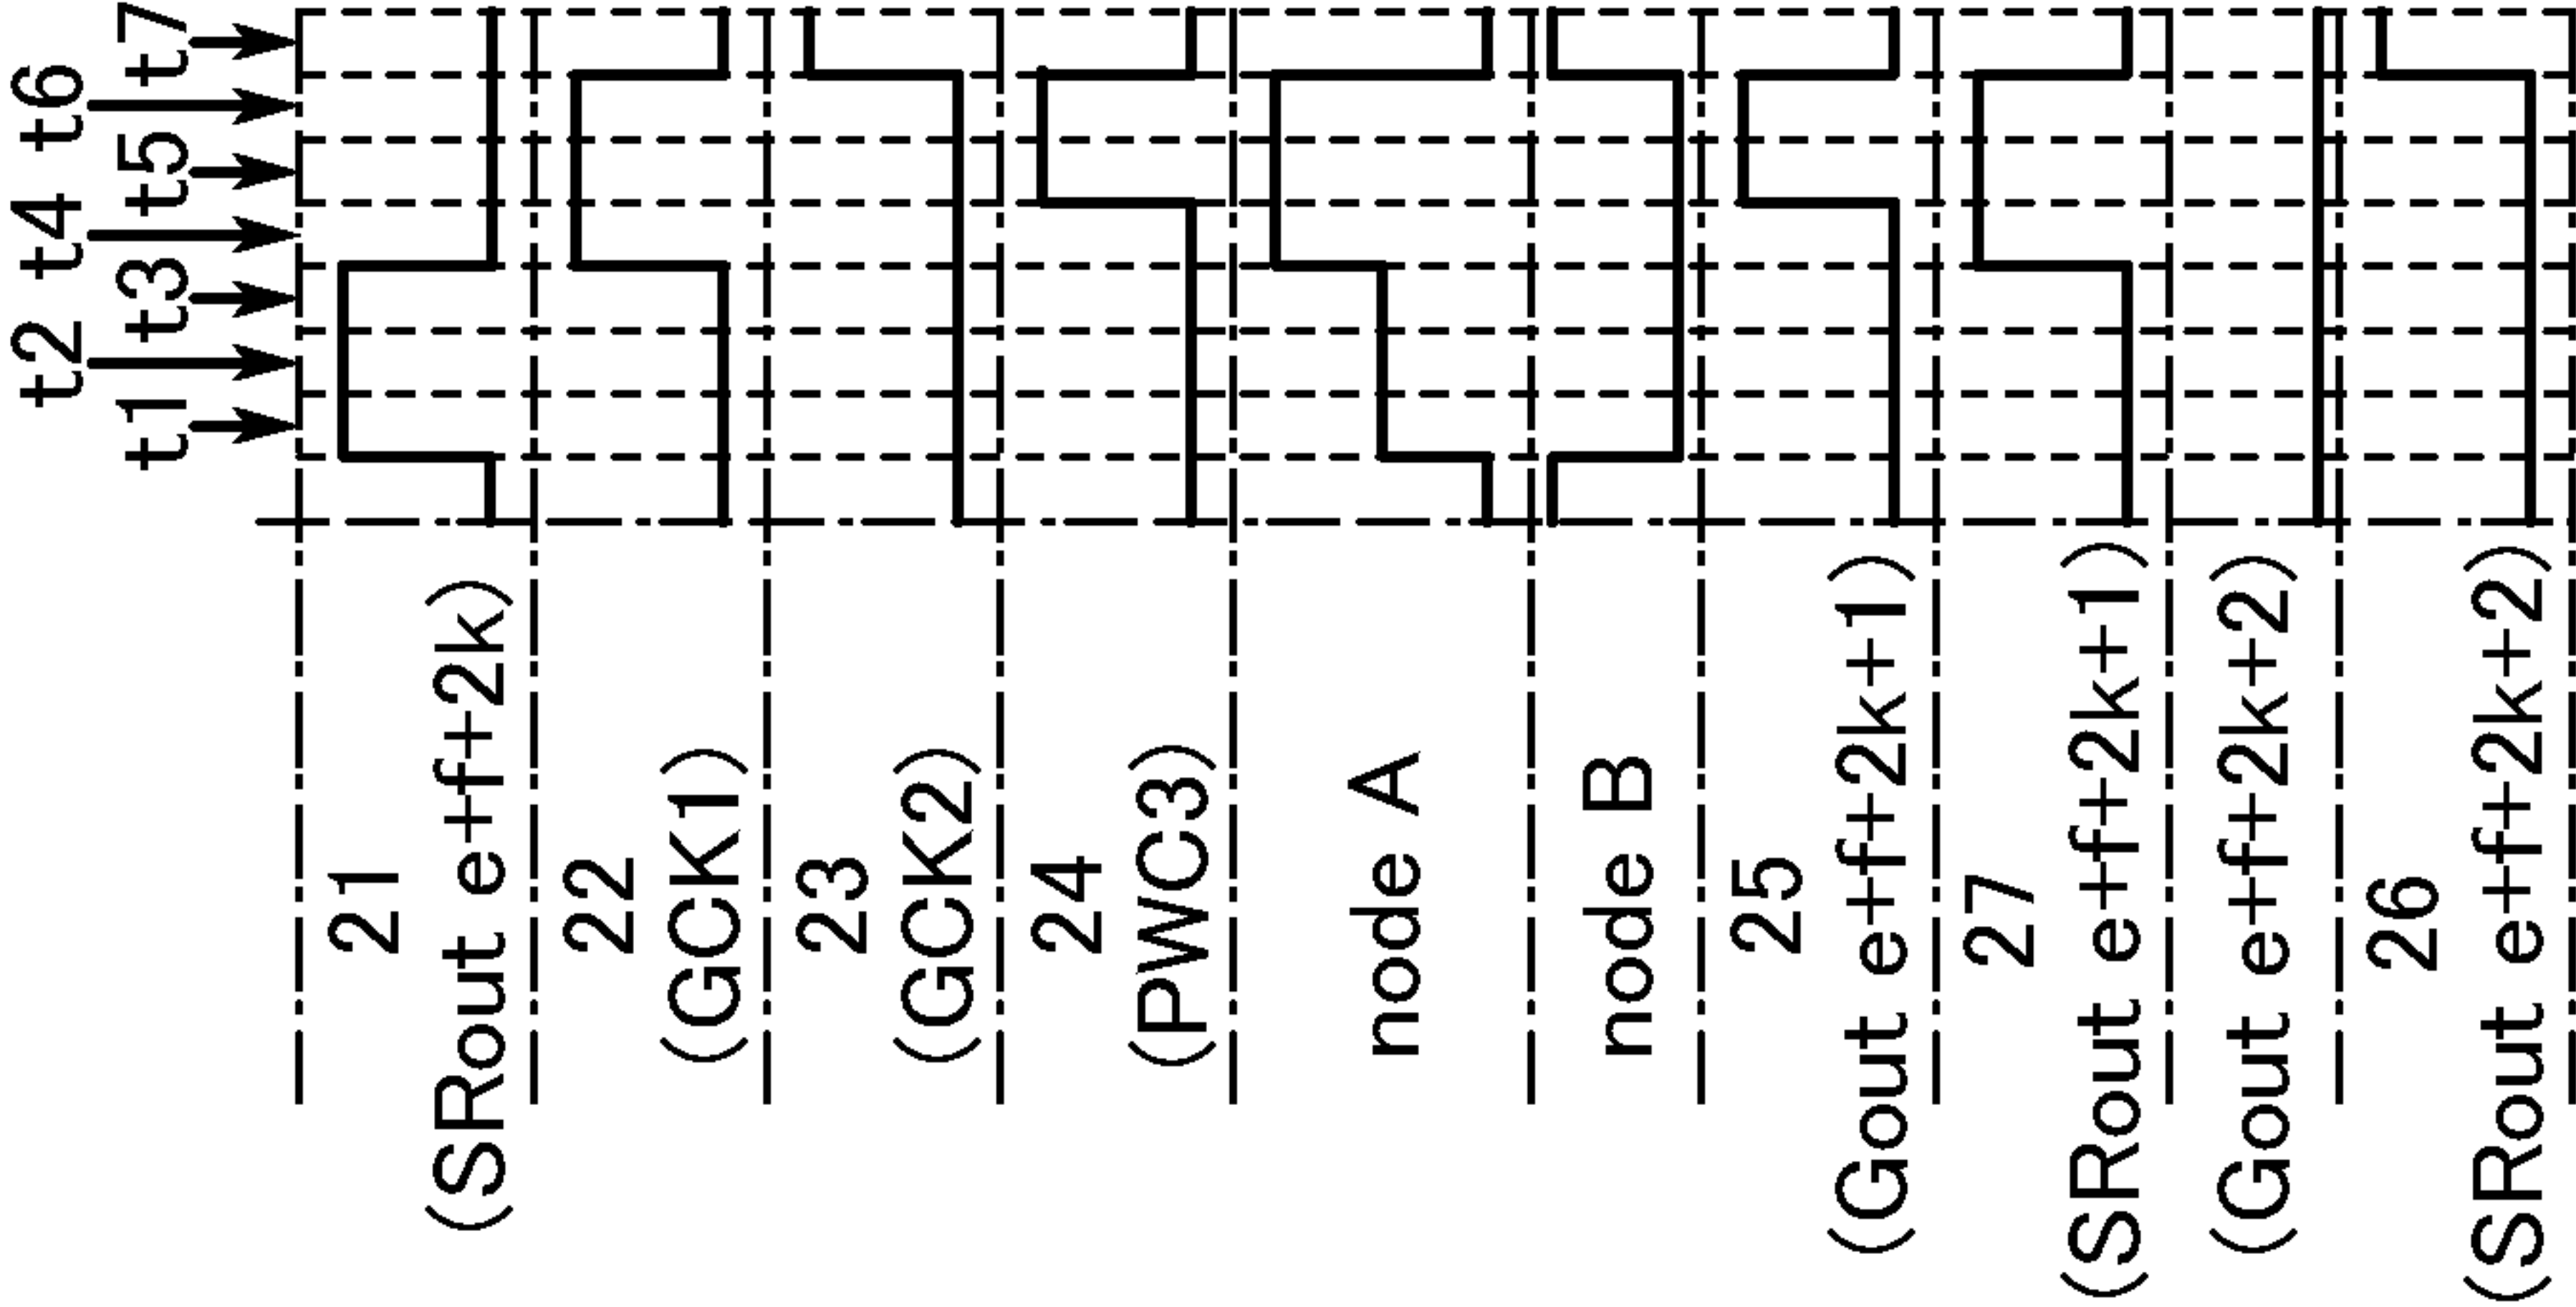 t1 t2 t3 t4 t5 t6 t7
21
(SRout e+f+2k)
22
(GCK1)
23
(GCK2)
24
(PWC3)
node A
node B
25
(Gout e+f+2k+1)
27
(SRout e+f+2k+1)
(Gout e+f+2k+2)
26
(SRout e+f+2k+2)